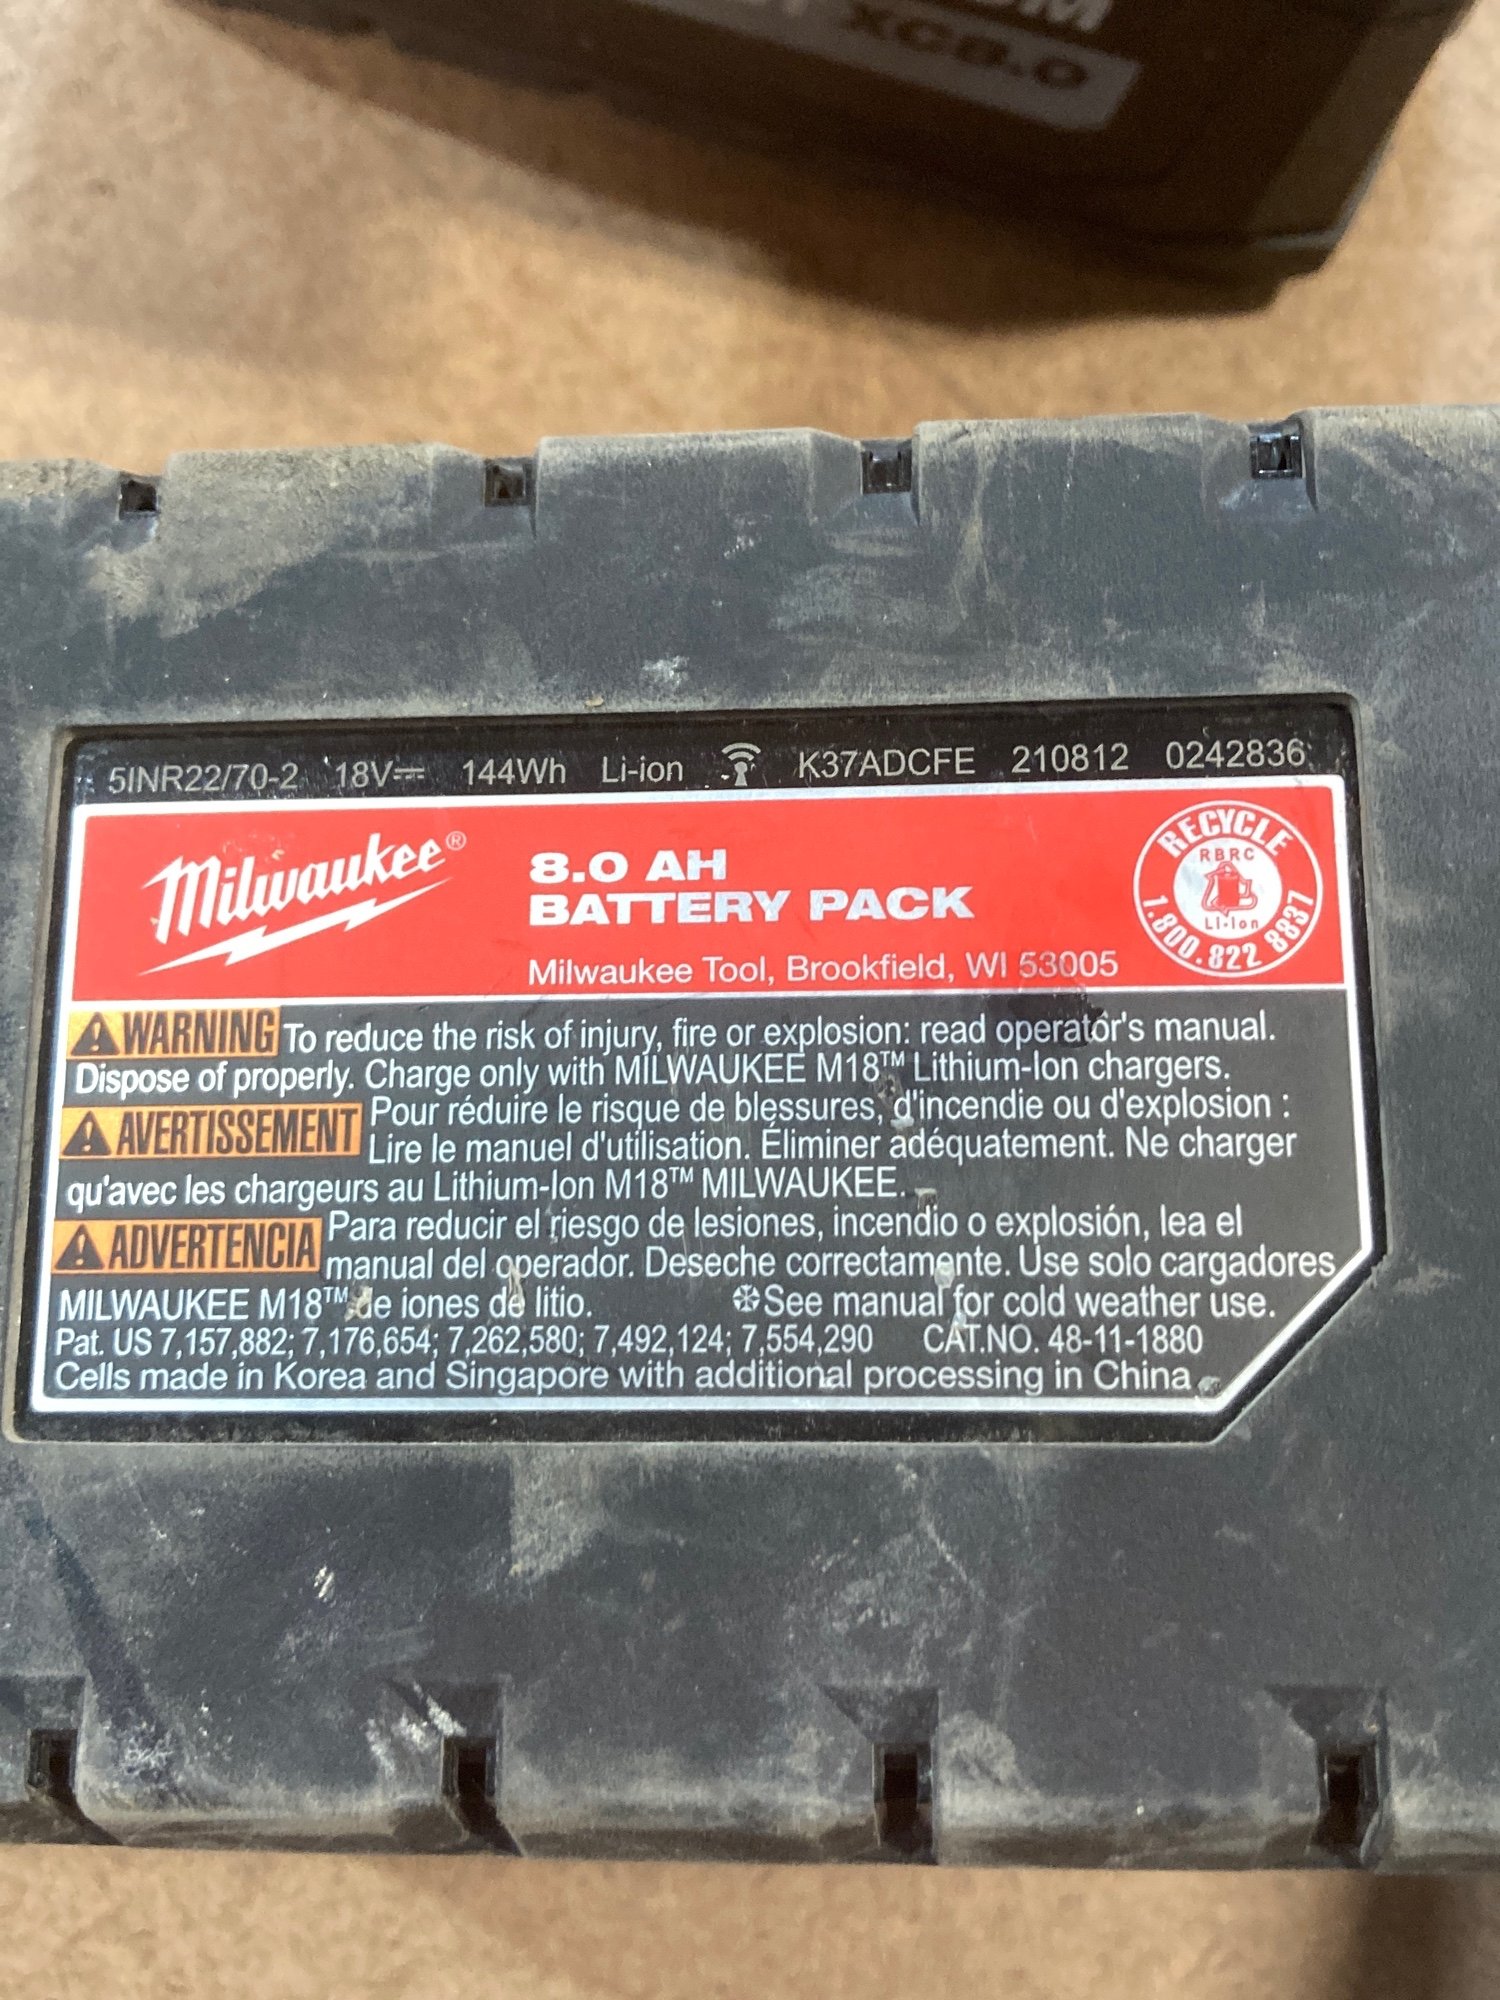 XC8.0
5INR22/70-2 18V⎓ 144Wh Li-ion K37ADCFE 210812 0242836
Milwaukee®
8.0 AH
BATTERY PACK
Milwaukee Tool, Brookfield, WI 53005
RECYCLE
RBRC
Li-Ion
1.800.822 8837
WARNING To reduce the risk of injury, fire or explosion: read operator's manual.
Dispose of properly. Charge only with MILWAUKEE M18™ Lithium-Ion chargers.
AVERTISSEMENT Pour réduire le risque de blessures, d'incendie ou d'explosion :
Lire le manuel d'utilisation. Éliminer adéquatement. Ne charger
qu'avec les chargeurs au Lithium-Ion M18™ MILWAUKEE.
ADVERTENCIA Para reducir el riesgo de lesiones, incendio o explosión, lea el
manual del operador. Deseche correctamente. Use solo cargadores
MILWAUKEE M18™ de iones de litio. See manual for cold weather use.
Pat. US 7,157,882; 7,176,654; 7,262,580; 7,492,124; 7,554,290 CAT.NO. 48-11-1880
Cells made in Korea and Singapore with additional processing in China